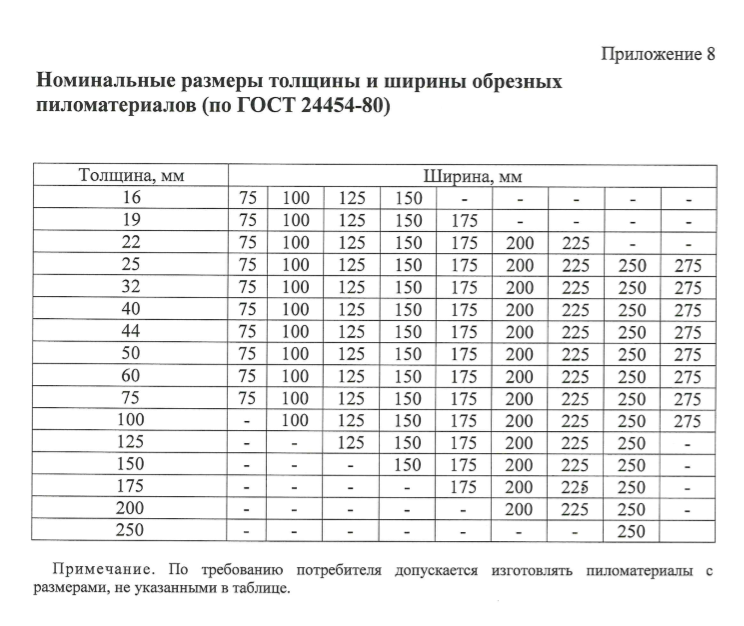 Приложение 8
Номинальные размеры толщины и ширины обрезных
пиломатериалов (по ГОСТ 24454-80)
Толщина, мм Ширина, мм
16 75 100 125 150 - - - - -
19 75 100 125 150 175 - - - -
22 75 100 125 150 175 200 225 - -
25 75 100 125 150 175 200 225 250 275
32 75 100 125 150 175 200 225 250 275
40 75 100 125 150 175 200 225 250 275
44 75 100 125 150 175 200 225 250 275
50 75 100 125 150 175 200 225 250 275
60 75 100 125 150 175 200 225 250 275
75 75 100 125 150 175 200 225 250 275
100 - 100 125 150 175 200 225 250 275
125 - - 125 150 175 200 225 250 -
150 - - - 150 175 200 225 250 -
175 - - - - 175 200 225 250 -
200 - - - - - 200 225 250 -
250 - - - - - - - 250
Примечание. По требованию потребителя допускается изготовлять пиломатериалы с
размерами, не указанными в таблице.